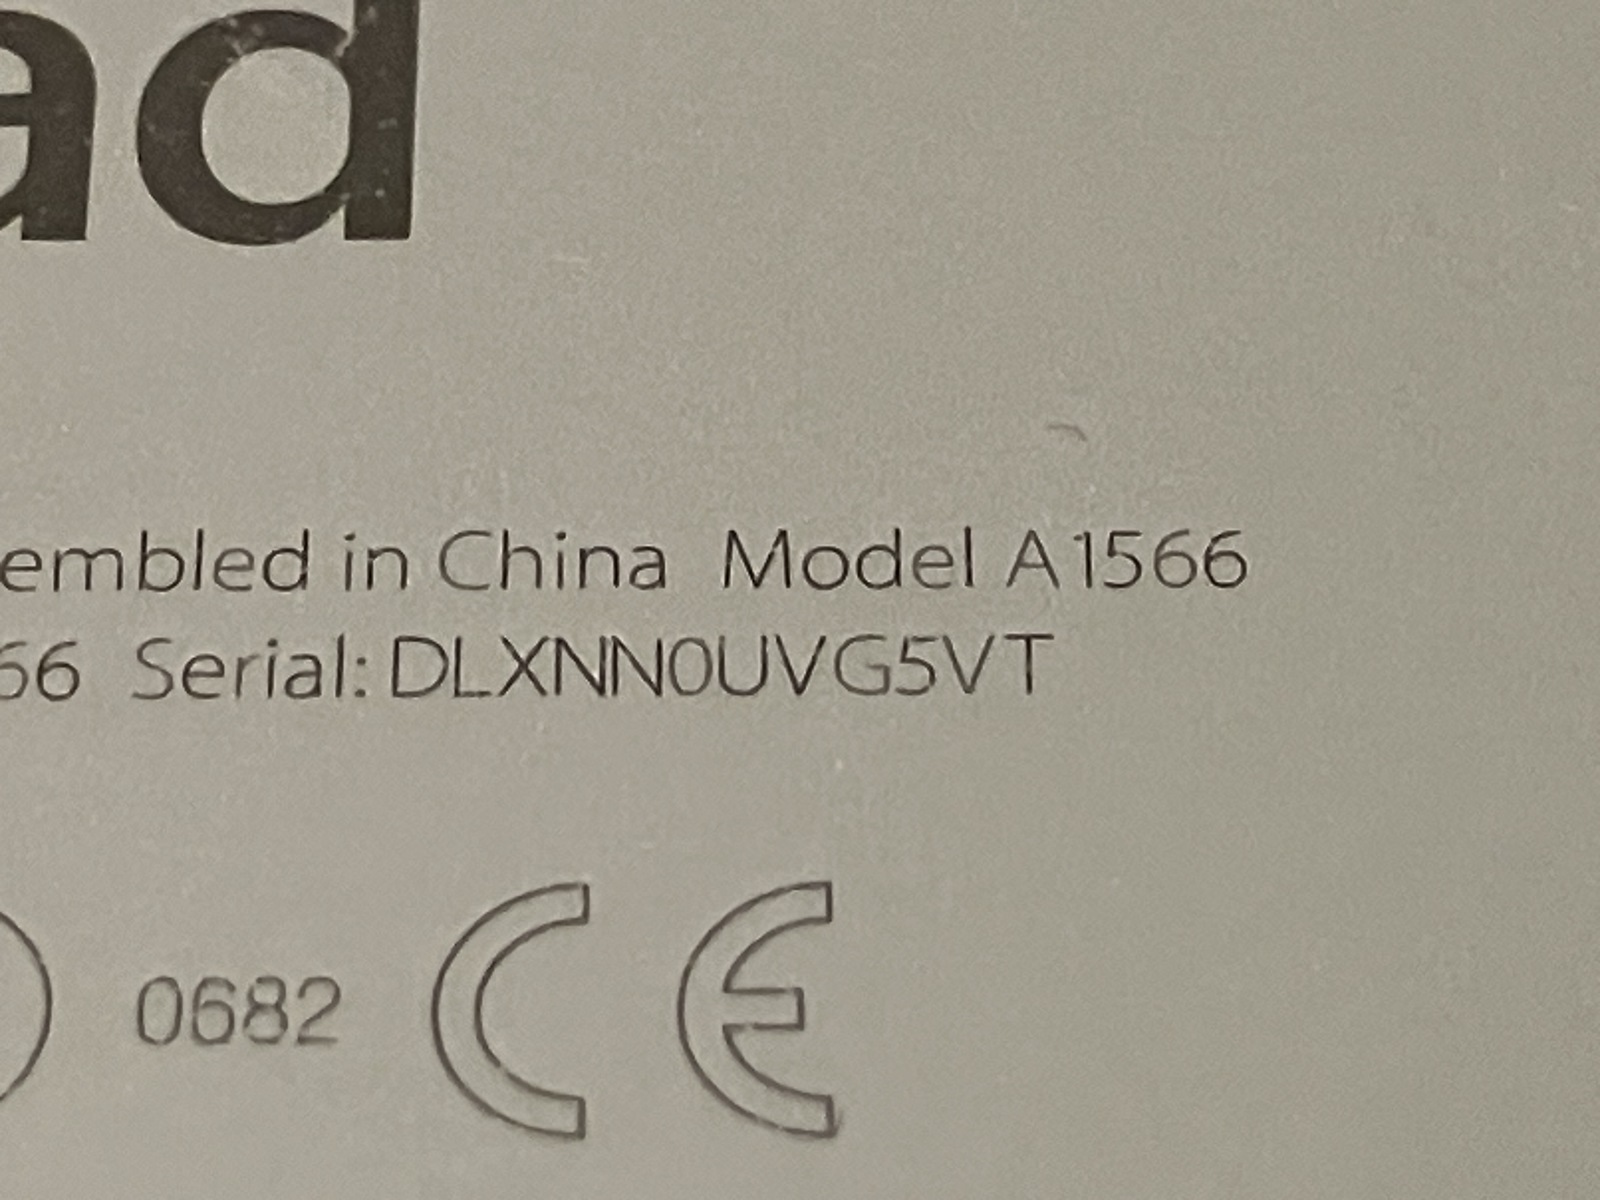 ad
embled in China Model A1566
66 Serial: DLXNN0UVG5VT
0682 CE